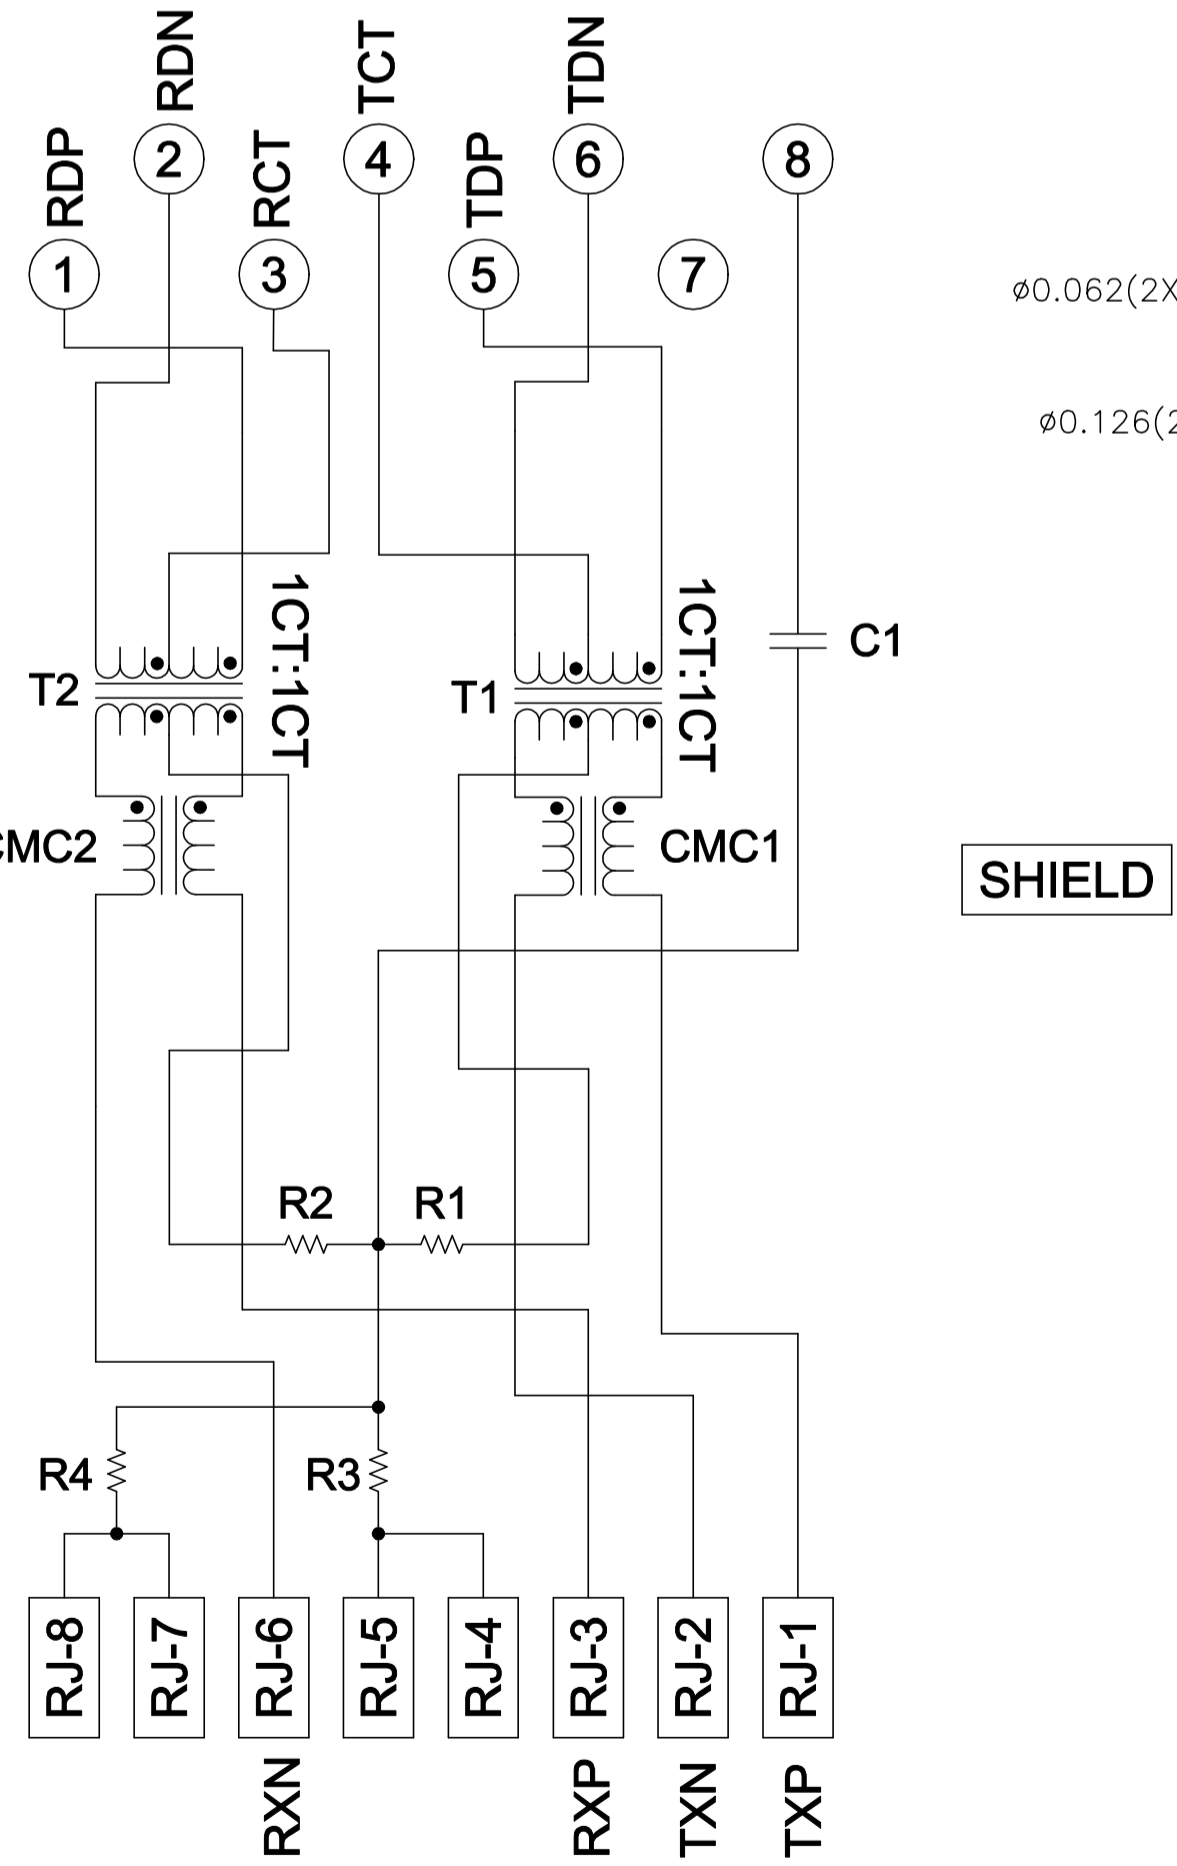 RDP
RDN
RCT
TCT
TDP
TDN
1
2
3
4
5
6
7
8
ø0.062(2X
ø0.126(2
1CT:1CT
1CT:1CT
T2
T1
C1
CMC2
CMC1
SHIELD
R2
R1
R4
R3
RJ-8
RJ-7
RJ-6
RJ-5
RJ-4
RJ-3
RJ-2
RJ-1
RXN
RXP
TXN
TXP